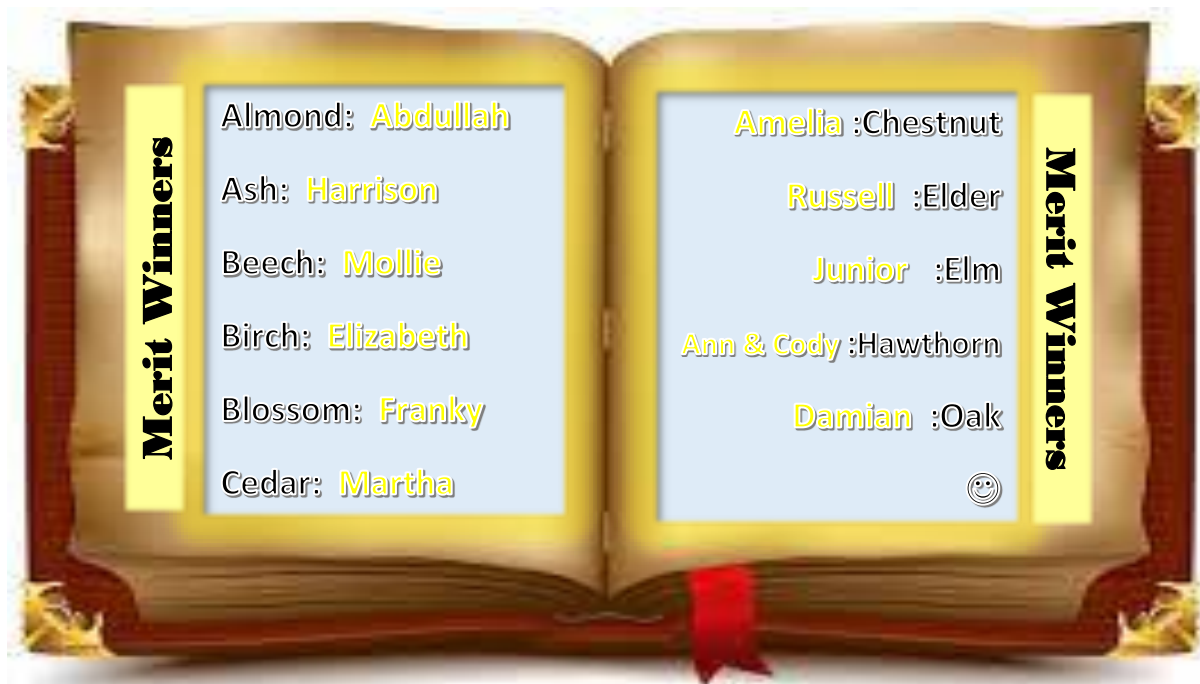 Merit Winners
Almond: Abdullah
Ash: Harrison
Beech: Mollie
Birch: Elizabeth
Blossom: Franky
Cedar: Martha
Amelia :Chestnut
Russell :Elder
Junior :Elm
Ann & Cody :Hawthorn
Damian :Oak
☺
Merit Winners